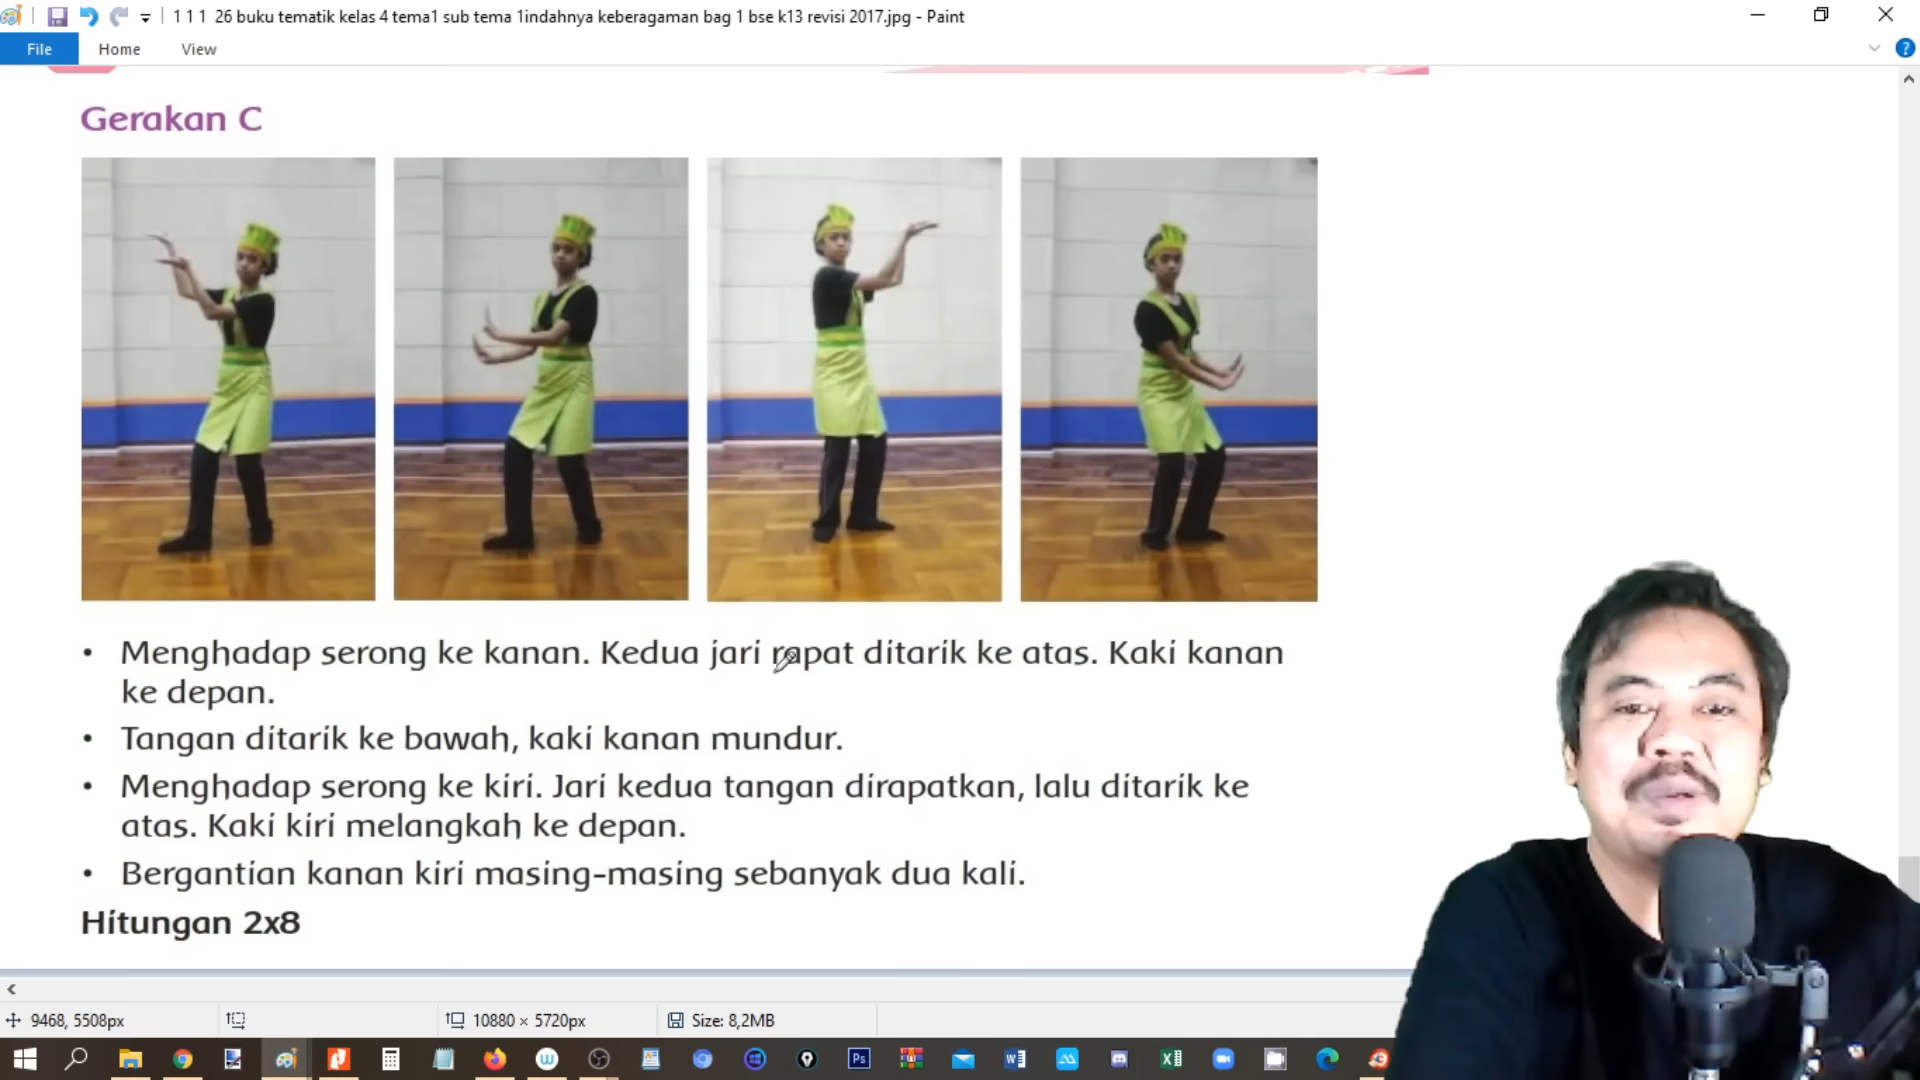 1 1 1  26 buku tematik kelas 4 tema1 sub tema 1indahnya keberagaman bag 1 bse k13 revisi 2017.jpg - Paint
File Home View
Gerakan C
• Menghadap serong ke kanan. Kedua jari rapat ditarik ke atas. Kaki kanan
ke depan.
• Tangan ditarik ke bawah, kaki kanan mundur.
• Menghadap serong ke kiri. Jari kedua tangan dirapatkan, lalu ditarik ke
atas. Kaki kiri melangkah ke depan.
• Bergantian kanan kiri masing-masing sebanyak dua kali.
Hitungan 2x8
9468, 5508px 10880 × 5720px Size: 8,2MB
Ps